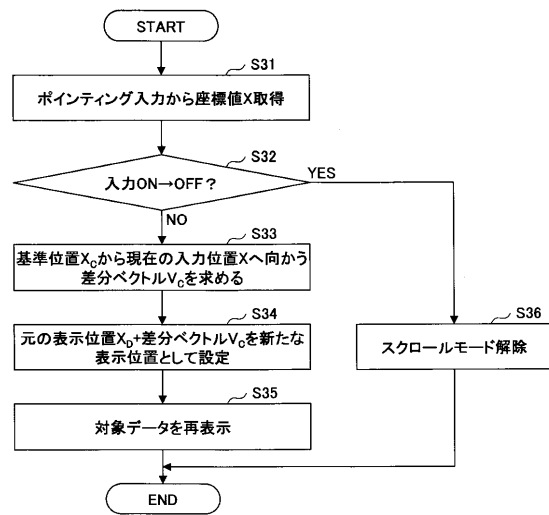 START
S31
ポインティング入力から座標値X取得
S32
入力ON→OFF?
YES
NO
S33
基準位置XCから現在の入力位置Xへ向かう
差分ベクトルVCを求める
S34
元の表示位置XD+差分ベクトルVCを新たな
表示位置として設定
S36
スクロールモード解除
S35
対象データを再表示
END